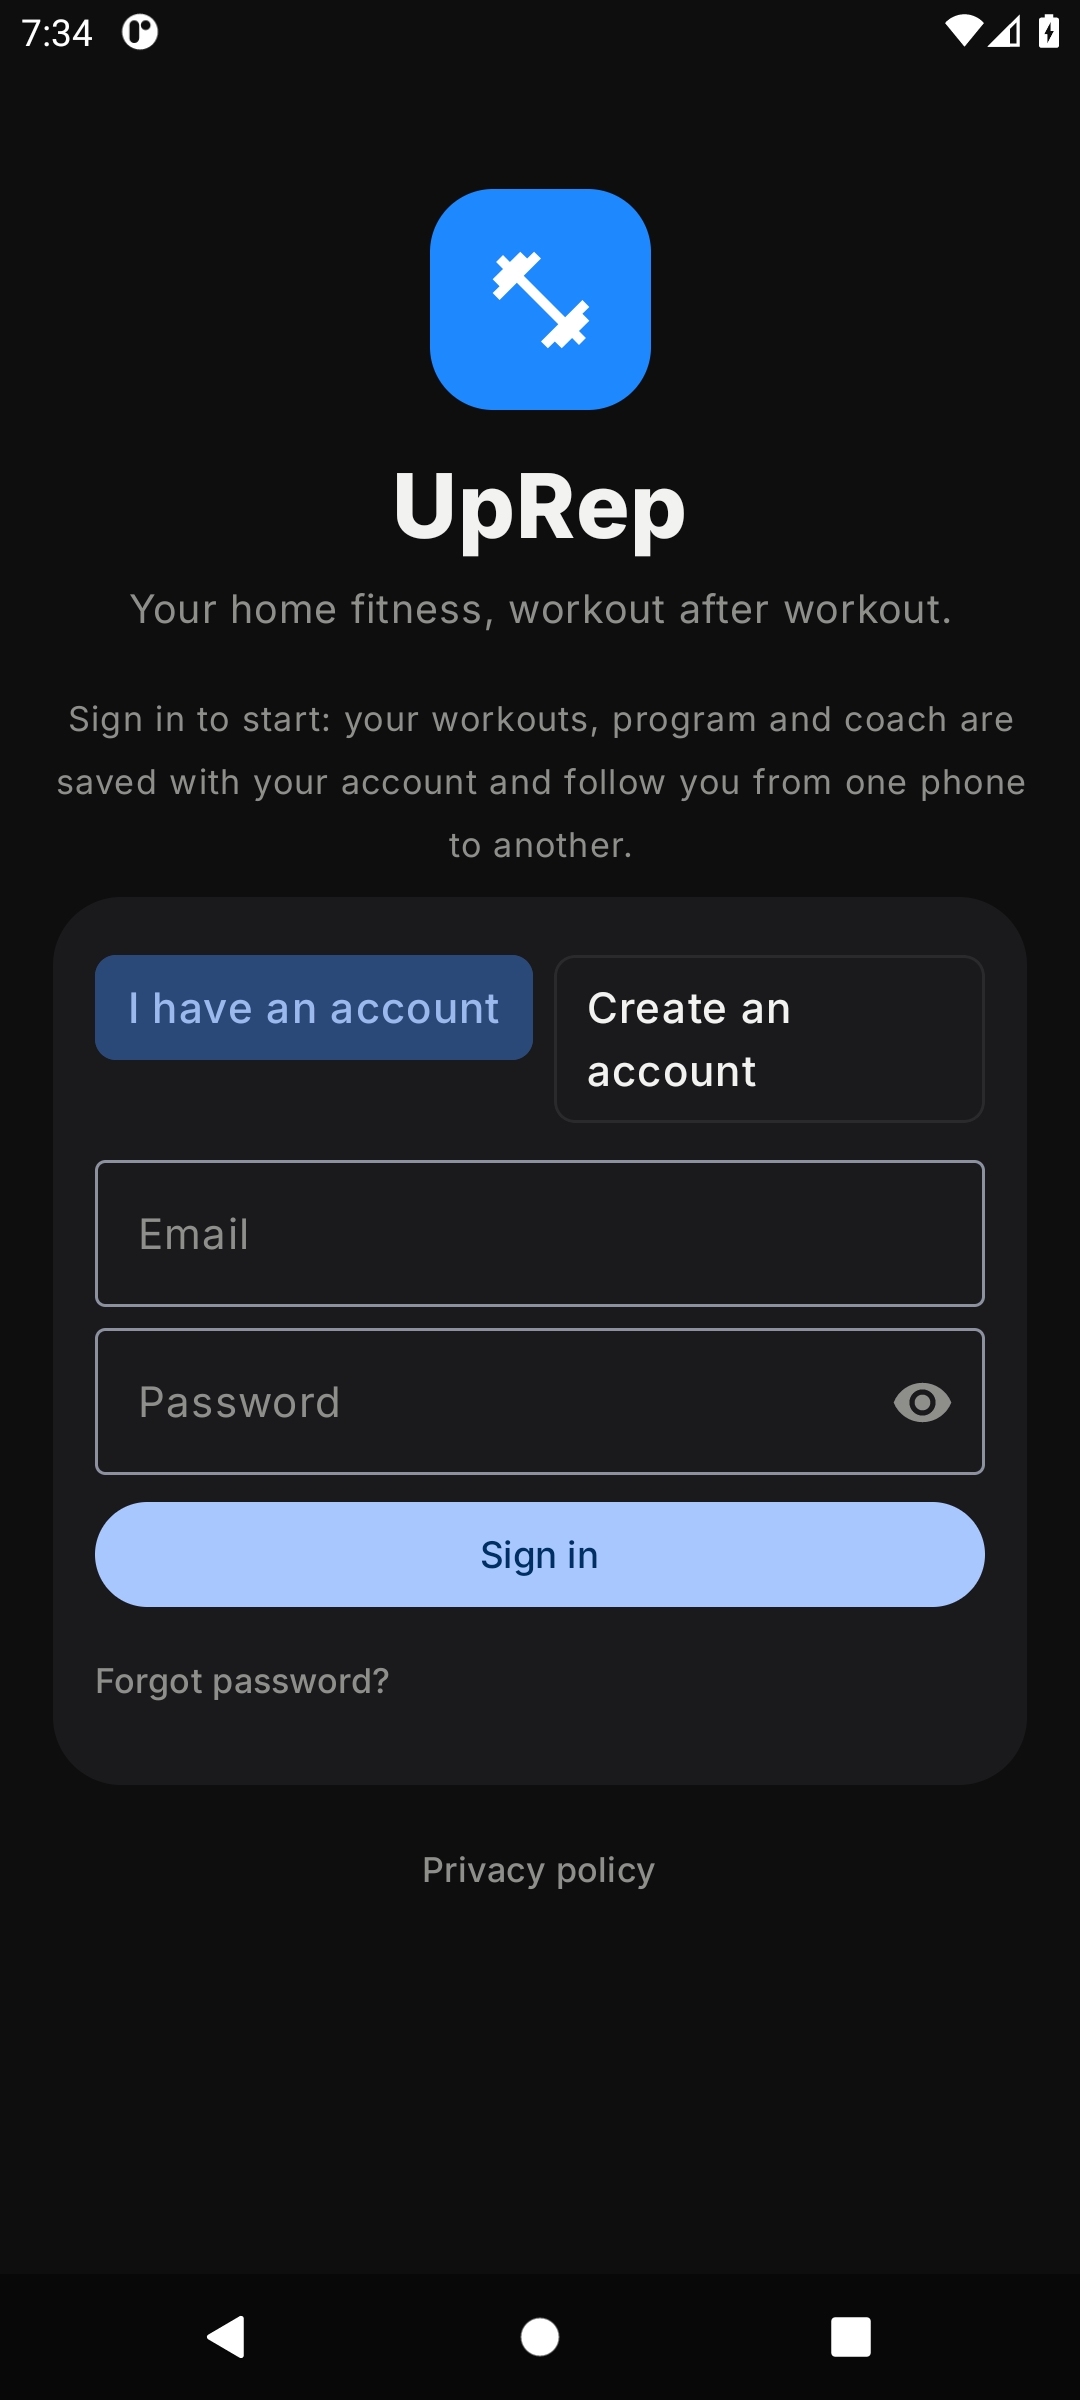 7:34
UpRep
Your home fitness, workout after workout.
Sign in to start: your workouts, program and coach are
saved with your account and follow you from one phone
to another.
I have an account
Create an
account
Email
Password
Sign in
Forgot password?
Privacy policy